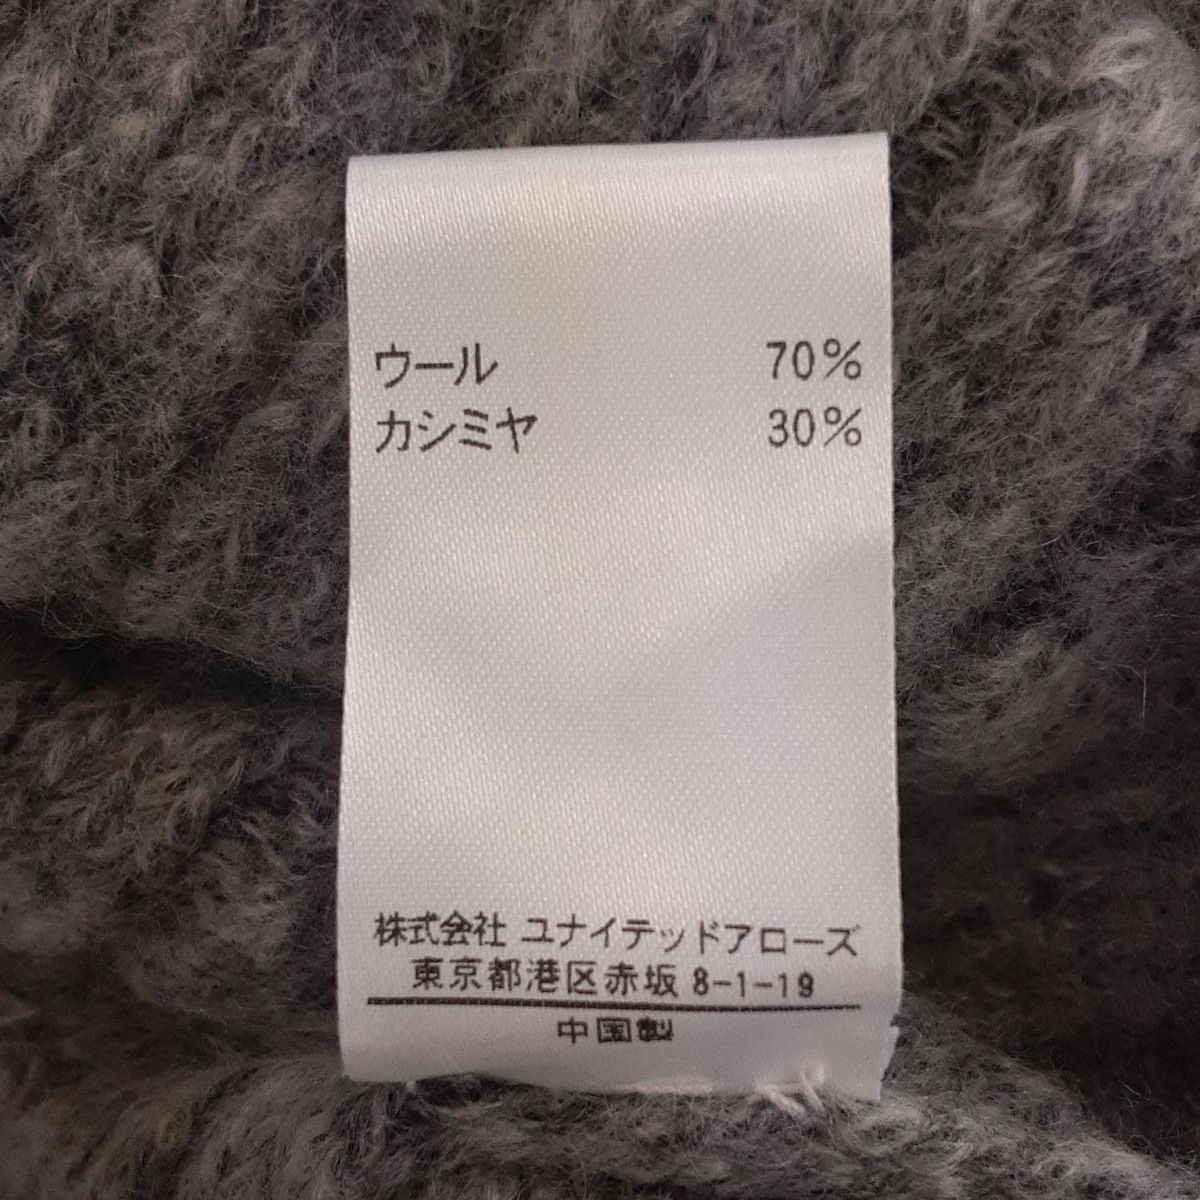 ウール 70%
カシミヤ 30%
株式会社 ユナイテッドアローズ
東京都港区赤坂 8-1-19
中国製